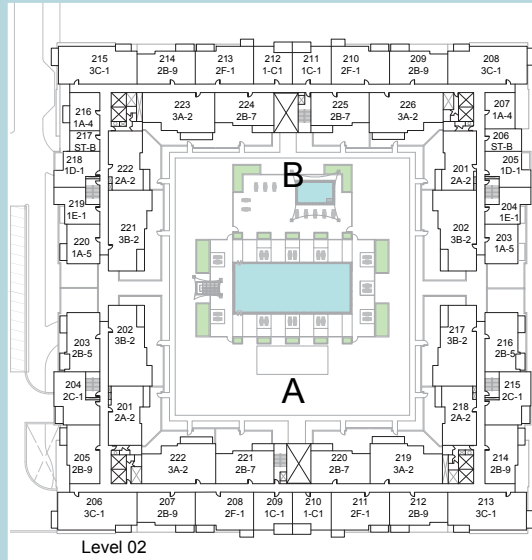 215
3C-1
214
2B-9
213
2F-1
212
1-C1
211
1C-1
210
2F-1
209
2B-9
208
3C-1
216
1A-4
217
ST-B
218
1D-1
219
1E-1
220
1A-5
223
3A-2
224
2B-7
225
2B-7
226
3A-2
207
1A-4
206
ST-B
205
1D-1
204
1E-1
203
1A-5
222
2A-2
221
3B-2
201
2A-2
202
3B-2
B
A
203
2B-5
204
2C-1
205
2B-9
202
3B-2
201
2A-2
217
3B-2
218
2A-2
216
2B-5
215
2C-1
214
2B-9
222
3A-2
221
2B-7
220
2B-7
219
3A-2
206
3C-1
207
2B-9
208
2F-1
209
1C-1
210
1-C1
211
2F-1
212
2B-9
213
3C-1
Level 02